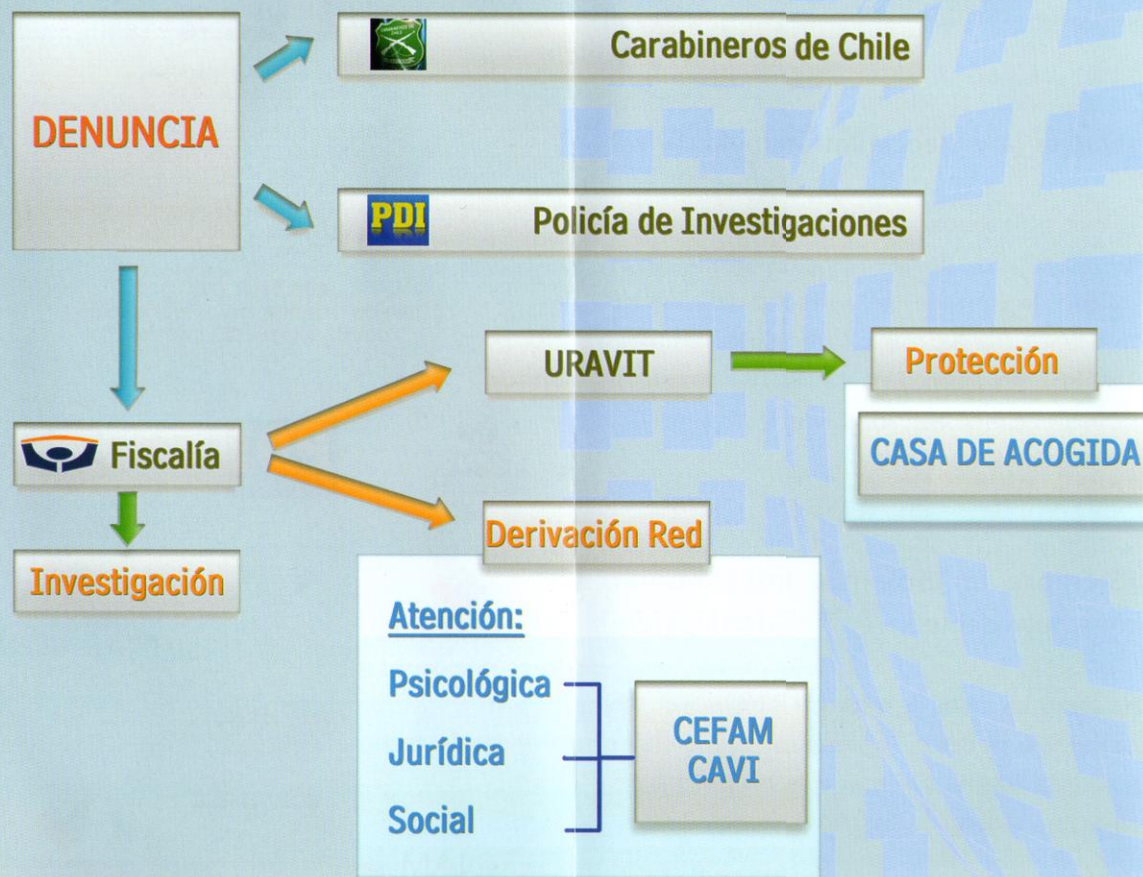 DENUNCIA
Carabineros de Chile
PDI
Policía de Investigaciones
URAVIT
Protección
Fiscalía
CASA DE ACOGIDA
Derivación Red
Investigación
Atención:
Psicológica
Jurídica
Social
CEFAM
CAVI